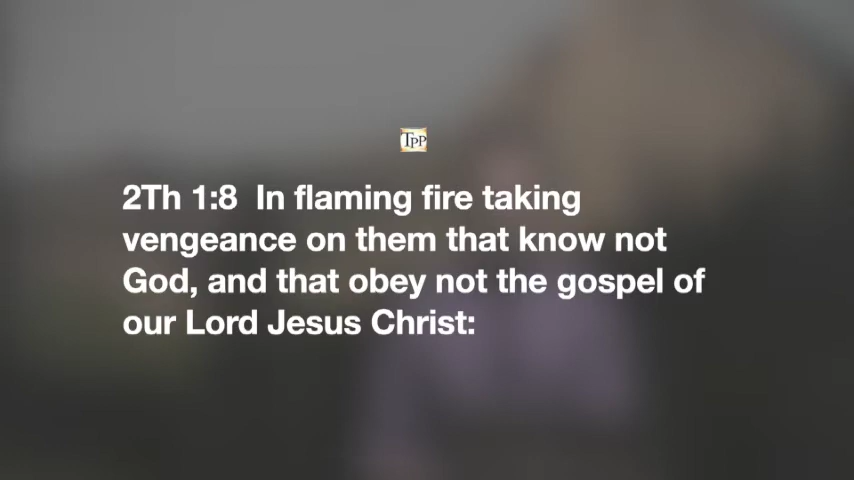 TPP
2Th 1:8  In flaming fire taking
vengeance on them that know not
God, and that obey not the gospel of
our Lord Jesus Christ: